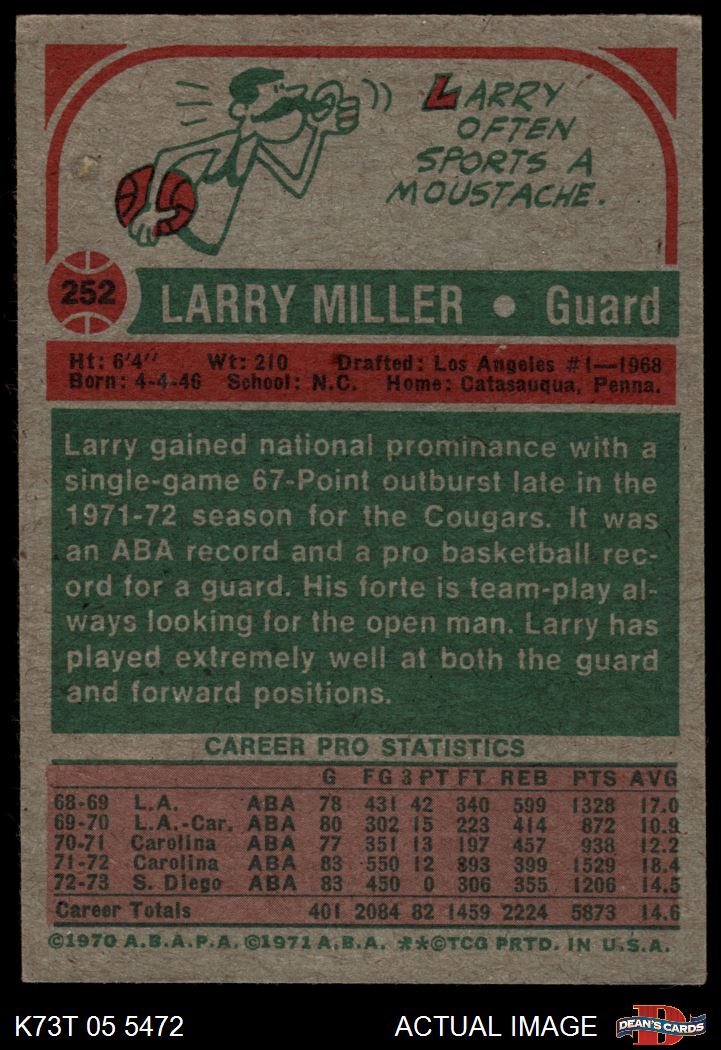 LARRY
OFTEN
SPORTS A
MOUSTACHE.
252
LARRY MILLER • Guard
Ht: 6'4" Wt: 210 Drafted: Los Angeles #1—1968
Born: 4-4-46 School: N.C. Home: Catasauqua, Penna.
Larry gained national prominence with a
single-game 67-Point outburst late in the
1971-72 season for the Cougars. It was
an ABA record and a pro basketball rec-
ord for a guard. His forte is team-play al-
ways looking for the open man. Larry has
played extremely well at both the guard
and forward positions.
CAREER PRO STATISTICS
G FG 3 PT FT REB PTS AVG
68-69 L.A. ABA 78 431 42 340 599 1328 17.0
69-70 L.A.-Car. ABA 80 302 15 223 414 872 10.9
70-71 Carolina ABA 77 351 13 197 457 938 12.2
71-72 Carolina ABA 83 550 12 393 399 1529 18.4
72-73 S. Diego ABA 83 450 0 306 355 1206 14.5
Career Totals 401 2084 82 1459 2224 5873 14.6
©1970 A.B.A.P.A. ©1971 A.B.A. **©TCG PRTD. IN U.S.A.
K73T 05 5472 ACTUAL IMAGE D DEAN'S CARDS